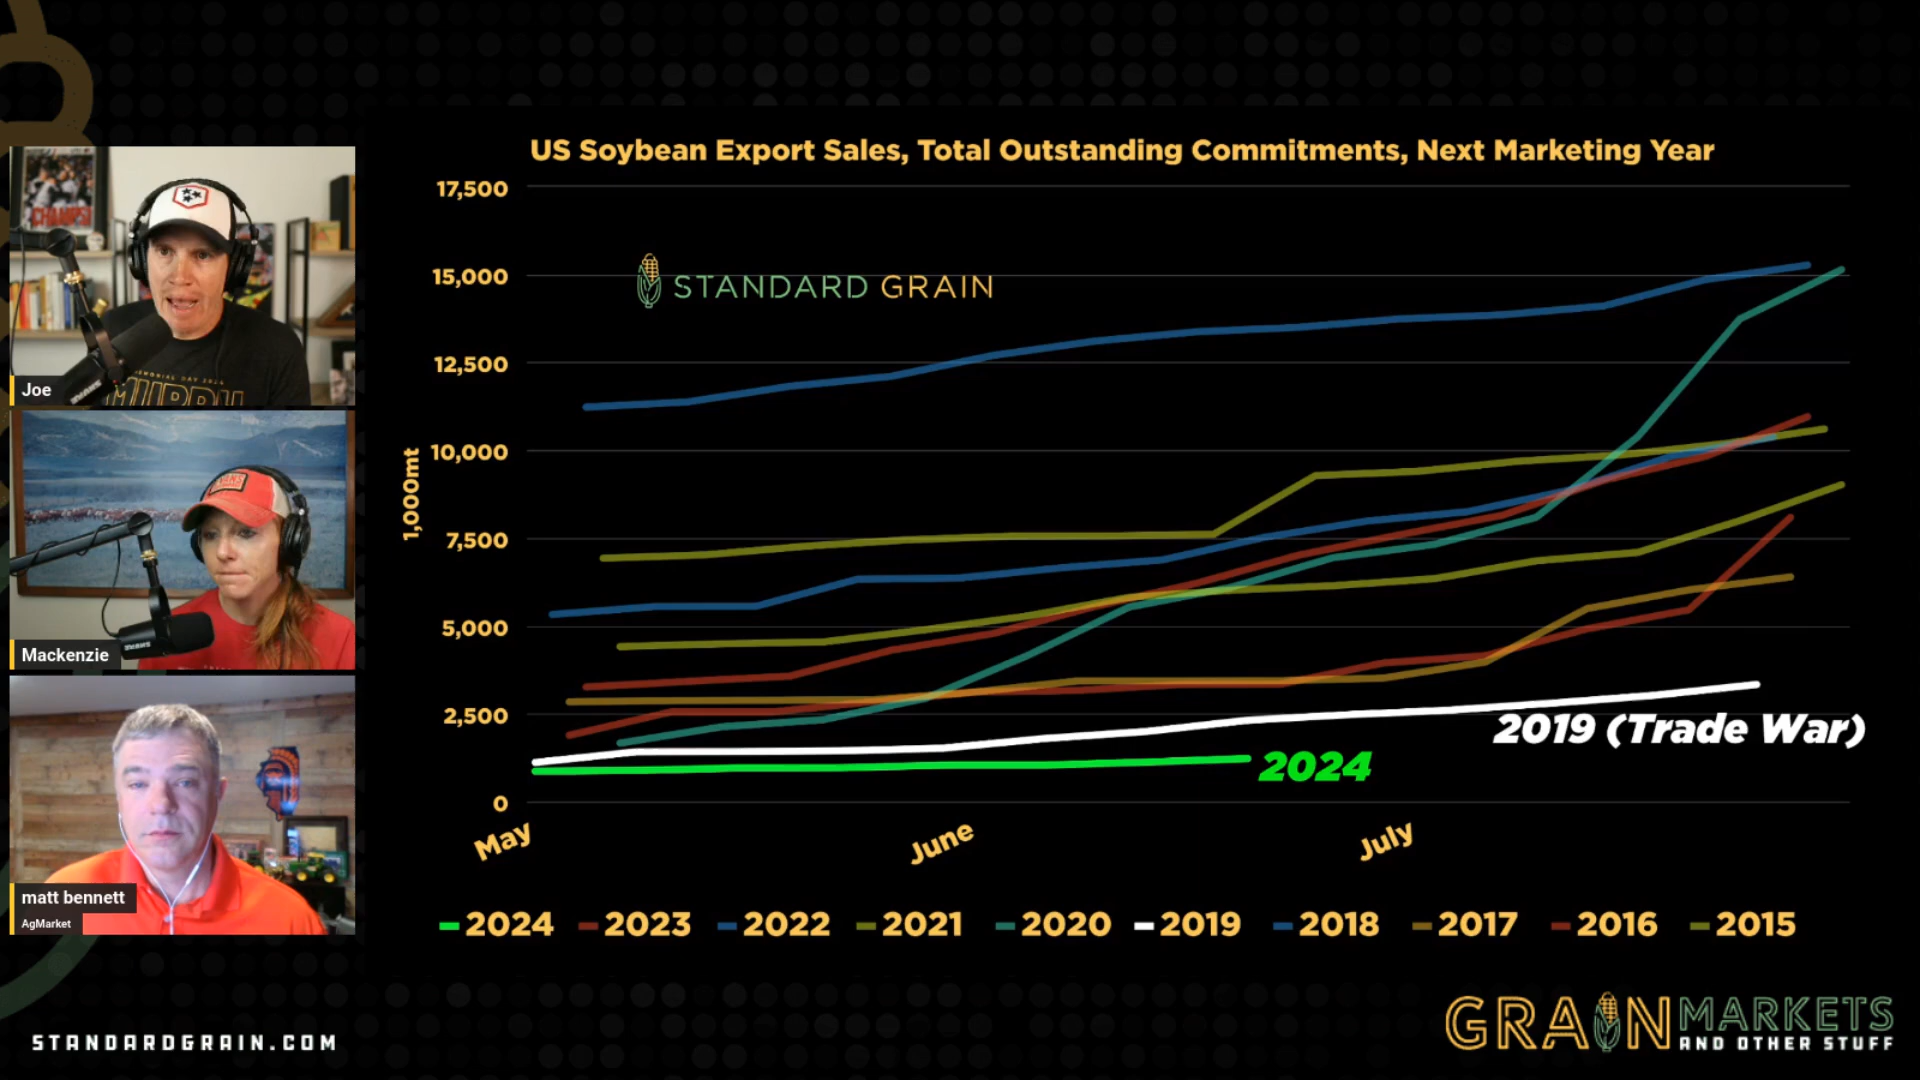 US Soybean Export Sales, Total Outstanding Commitments, Next Marketing Year
17,500
15,000
12,500
10,000
7,500
5,000
2,500
0
1,000mt
STANDARD GRAIN
2019 (Trade War)
2024
May
June
July
2024
2023
2022
2021
2020
2019
2018
2017
2016
2015
Joe
Mackenzie
matt bennett
AgMarket
STANDARDGRAIN.COM
GRAIN MARKETS
AND OTHER STUFF